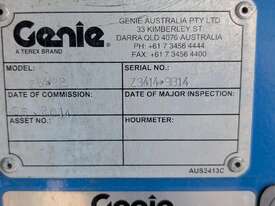 Genie
A TEREX BRAND
GENIE AUSTRALIA PTY LTD
33 KIMBERLEY ST
DARRA QLD 4076 AUSTRALIA
PH: +61 7 3456 4444
FAX: +61 7 3456 4400
MODEL: SERIAL NO:
DATE OF COMMISSION: DATE OF MAJOR INSPECTION:
ASSET NO: HOURMETER:
AUS2413C
Genie